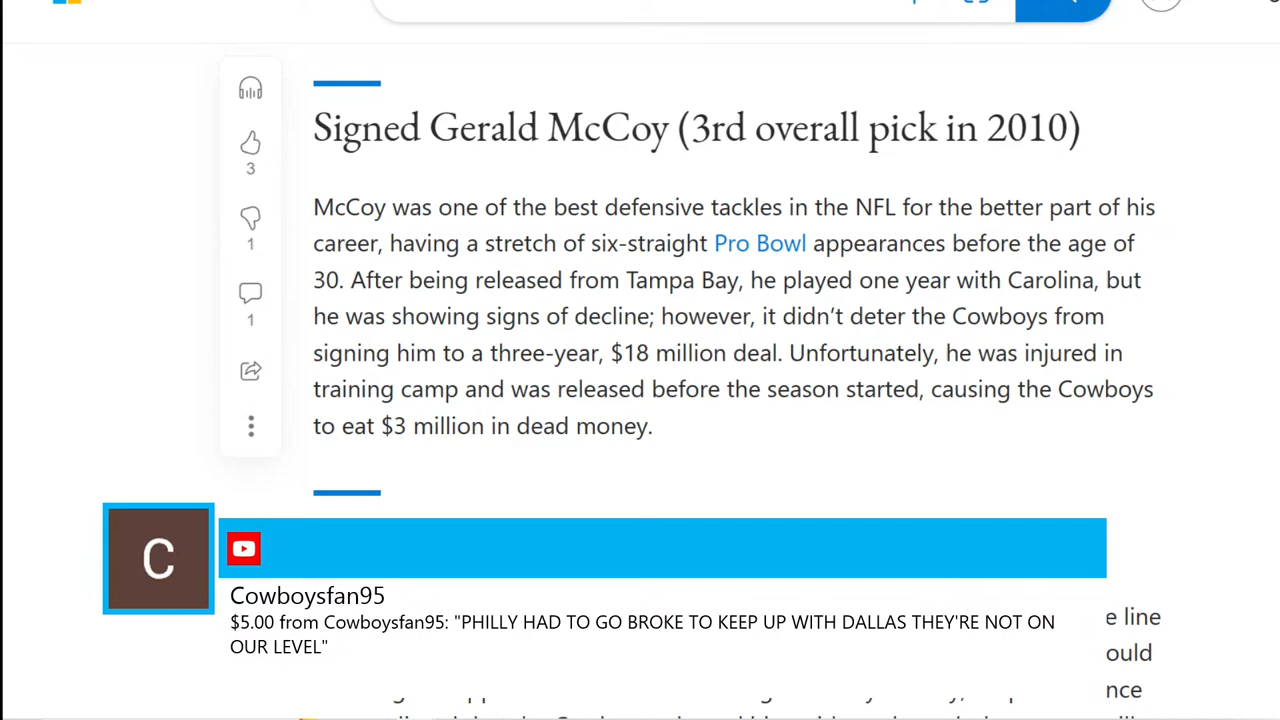 Signed Gerald McCoy (3rd overall pick in 2010)
3
McCoy was one of the best defensive tackles in the NFL for the better part of his
1
career, having a stretch of six-straight Pro Bowl appearances before the age of
30. After being released from Tampa Bay, he played one year with Carolina, but
1
he was showing signs of decline; however, it didn’t deter the Cowboys from
signing him to a three-year, $18 million deal. Unfortunately, he was injured in
training camp and was released before the season started, causing the Cowboys
to eat $3 million in dead money.
C
Cowboysfan95
$5.00 from Cowboysfan95: "PHILLY HAD TO GO BROKE TO KEEP UP WITH DALLAS THEY'RE NOT ON
OUR LEVEL"
e line
ould
nce